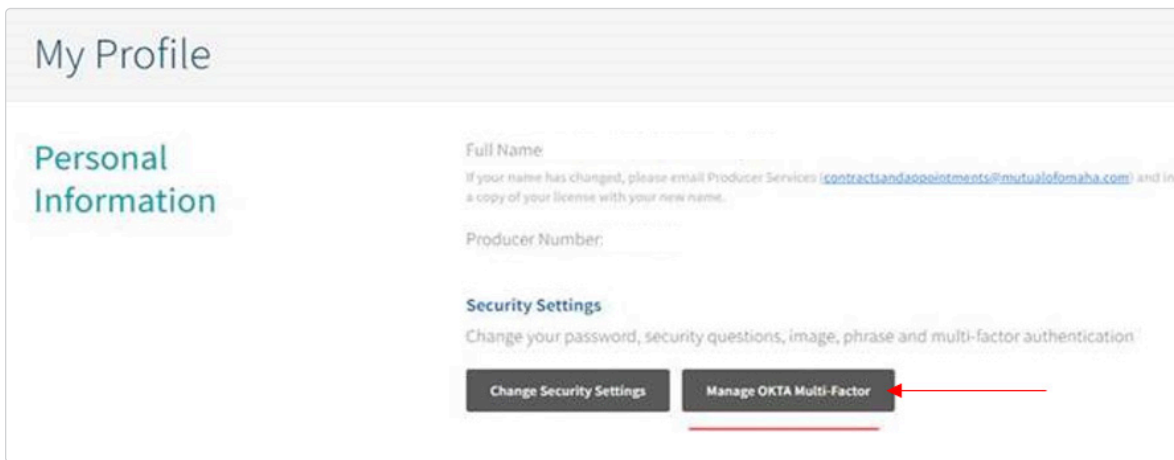 My Profile
Personal
Information
Full Name
If your name has changed, please email Producer Services (contractsandappointments@mutualofomaha.com) and in
a copy of your license with your new name.
Producer Number:
Security Settings
Change your password, security questions, image, phrase and multi-factor authentication
Change Security Settings
Manage OKTA Multi-Factor